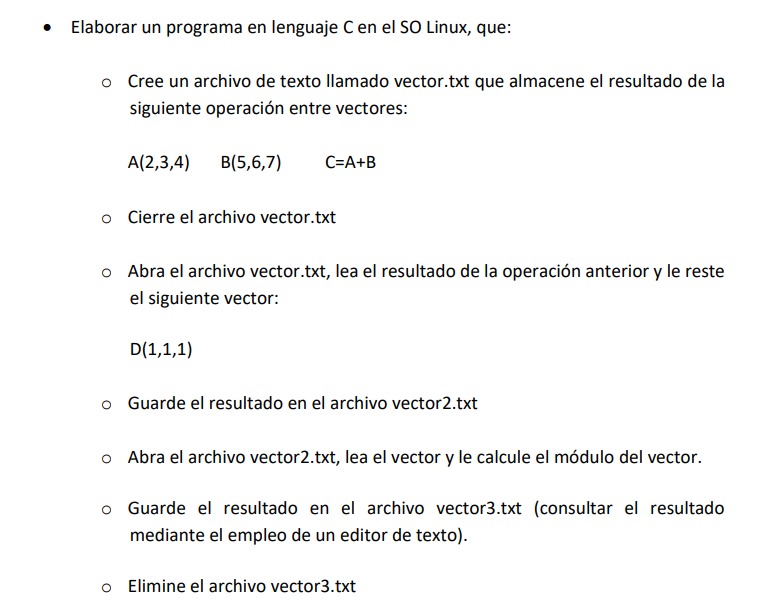 • Elaborar un programa en lenguaje C en el SO Linux, que:
o Cree un archivo de texto llamado vector.txt que almacene el resultado de la
siguiente operación entre vectores:
A(2,3,4) B(5,6,7) C=A+B
o Cierre el archivo vector.txt
o Abra el archivo vector.txt, lea el resultado de la operación anterior y le reste
el siguiente vector:
D(1,1,1)
o Guarde el resultado en el archivo vector2.txt
o Abra el archivo vector2.txt, lea el vector y le calcule el módulo del vector.
o Guarde el resultado en el archivo vector3.txt (consultar el resultado
mediante el empleo de un editor de texto).
o Elimine el archivo vector3.txt